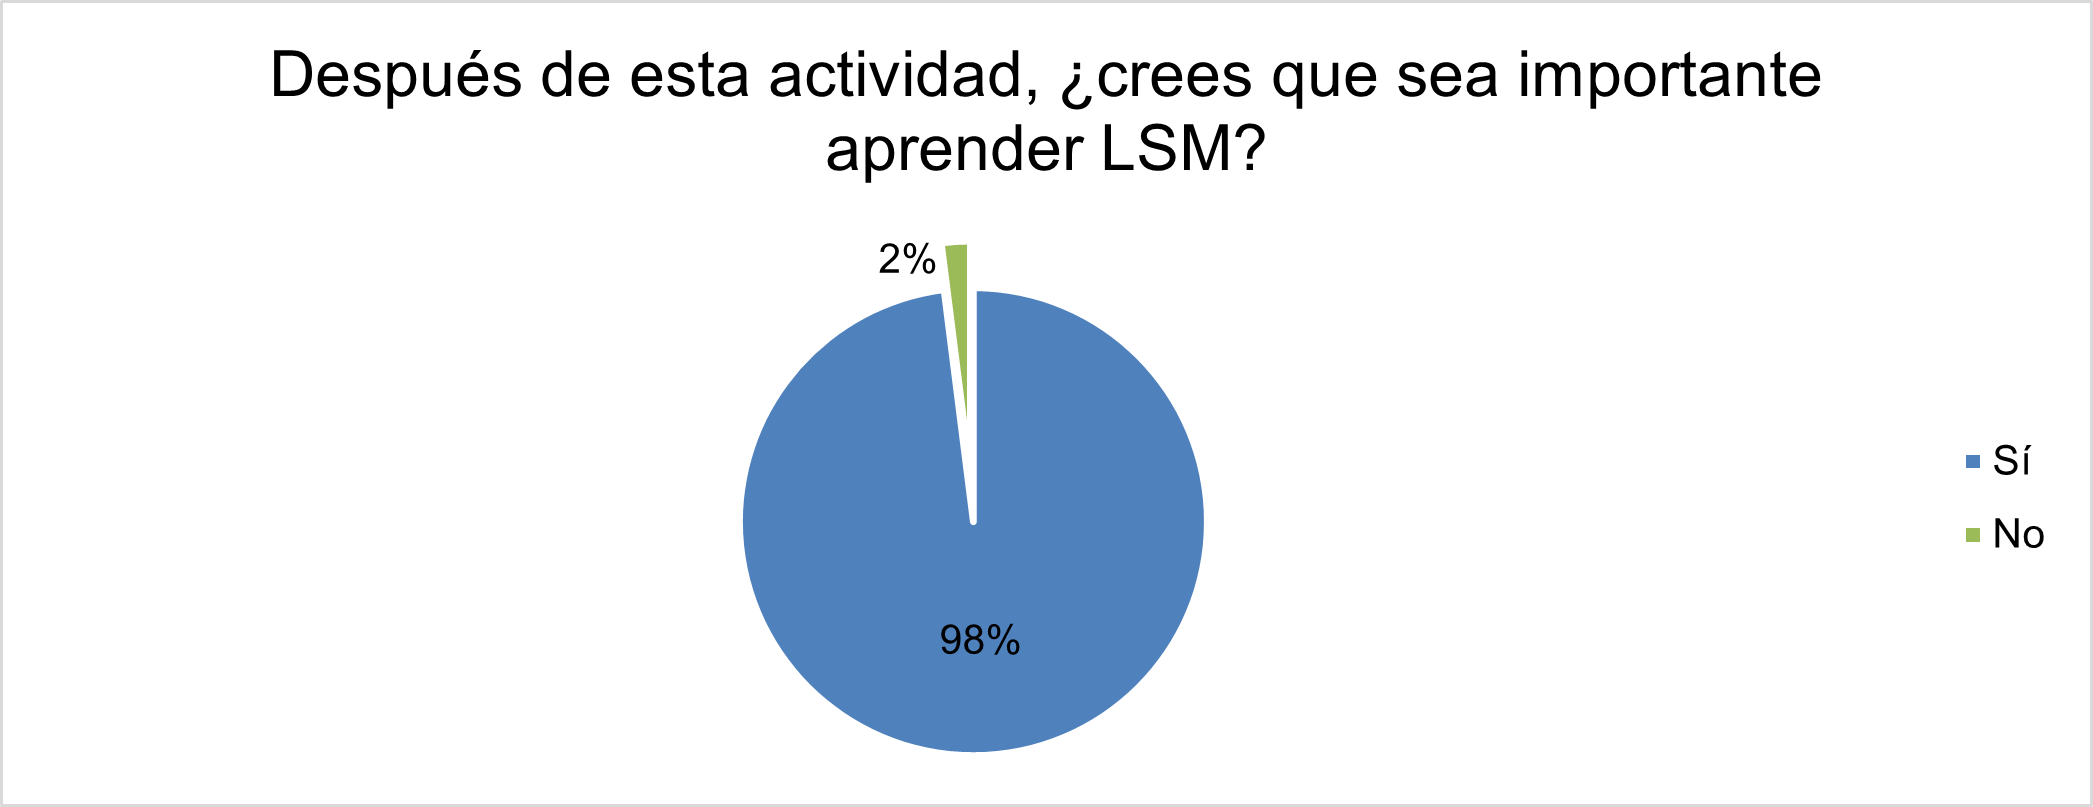 Después de esta actividad, ¿crees que sea importante
aprender LSM?
2%
98%
Sí
No